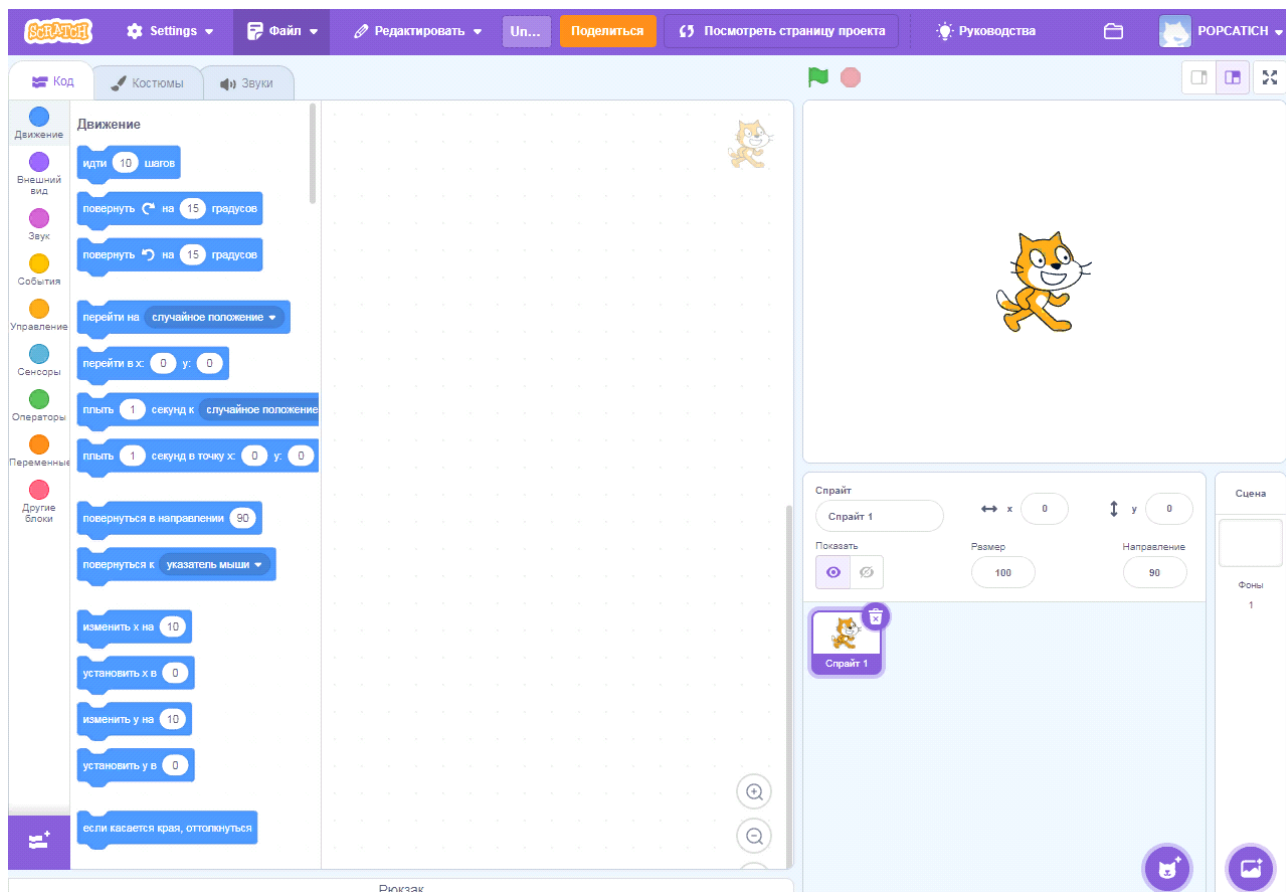 SCRATCH Settings Файл Редактировать Un... Поделиться Посмотреть страницу проекта Руководства POPCATICH
Код Костюмы Звуки
Движение
Внешний вид
Звук
События
Управление
Сенсоры
Операторы
Переменные
Другие блоки
Движение
идти 10 шагов
повернуть на 15 градусов
повернуть на 15 градусов
перейти на случайное положение
перейти в x: 0 y: 0
плыть 1 секунд к случайное положение
плыть 1 секунд в точку x: 0 y: 0
повернуться в направлении 90
повернуться к указатель мыши
изменить x на 10
установить x в 0
изменить y на 10
установить y в 0
если касается края, оттолкнуться
Рюкзак
Спрайт
Спрайт 1 x 0 y 0
Показать Размер Направление
100 90
Спрайт 1
Сцена
Фоны
1